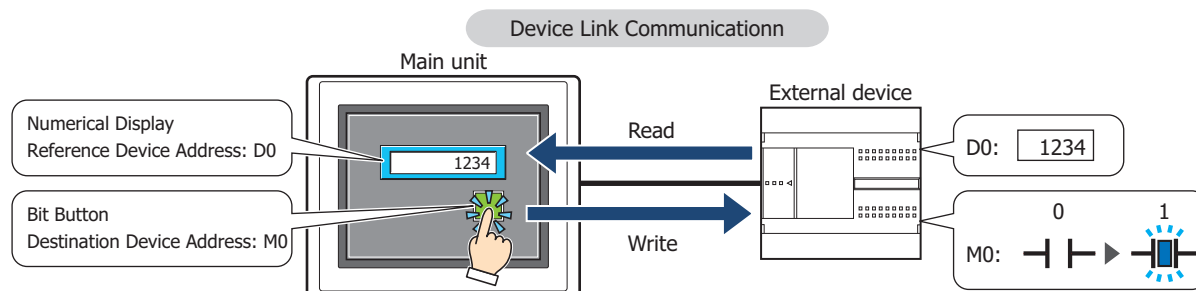 Device Link Communicationn
Main unit
External device
Numerical Display
Reference Device Address: D0
1234
Read
D0: 1234
Bit Button
Destination Device Address: M0
Write
0 1
M0: